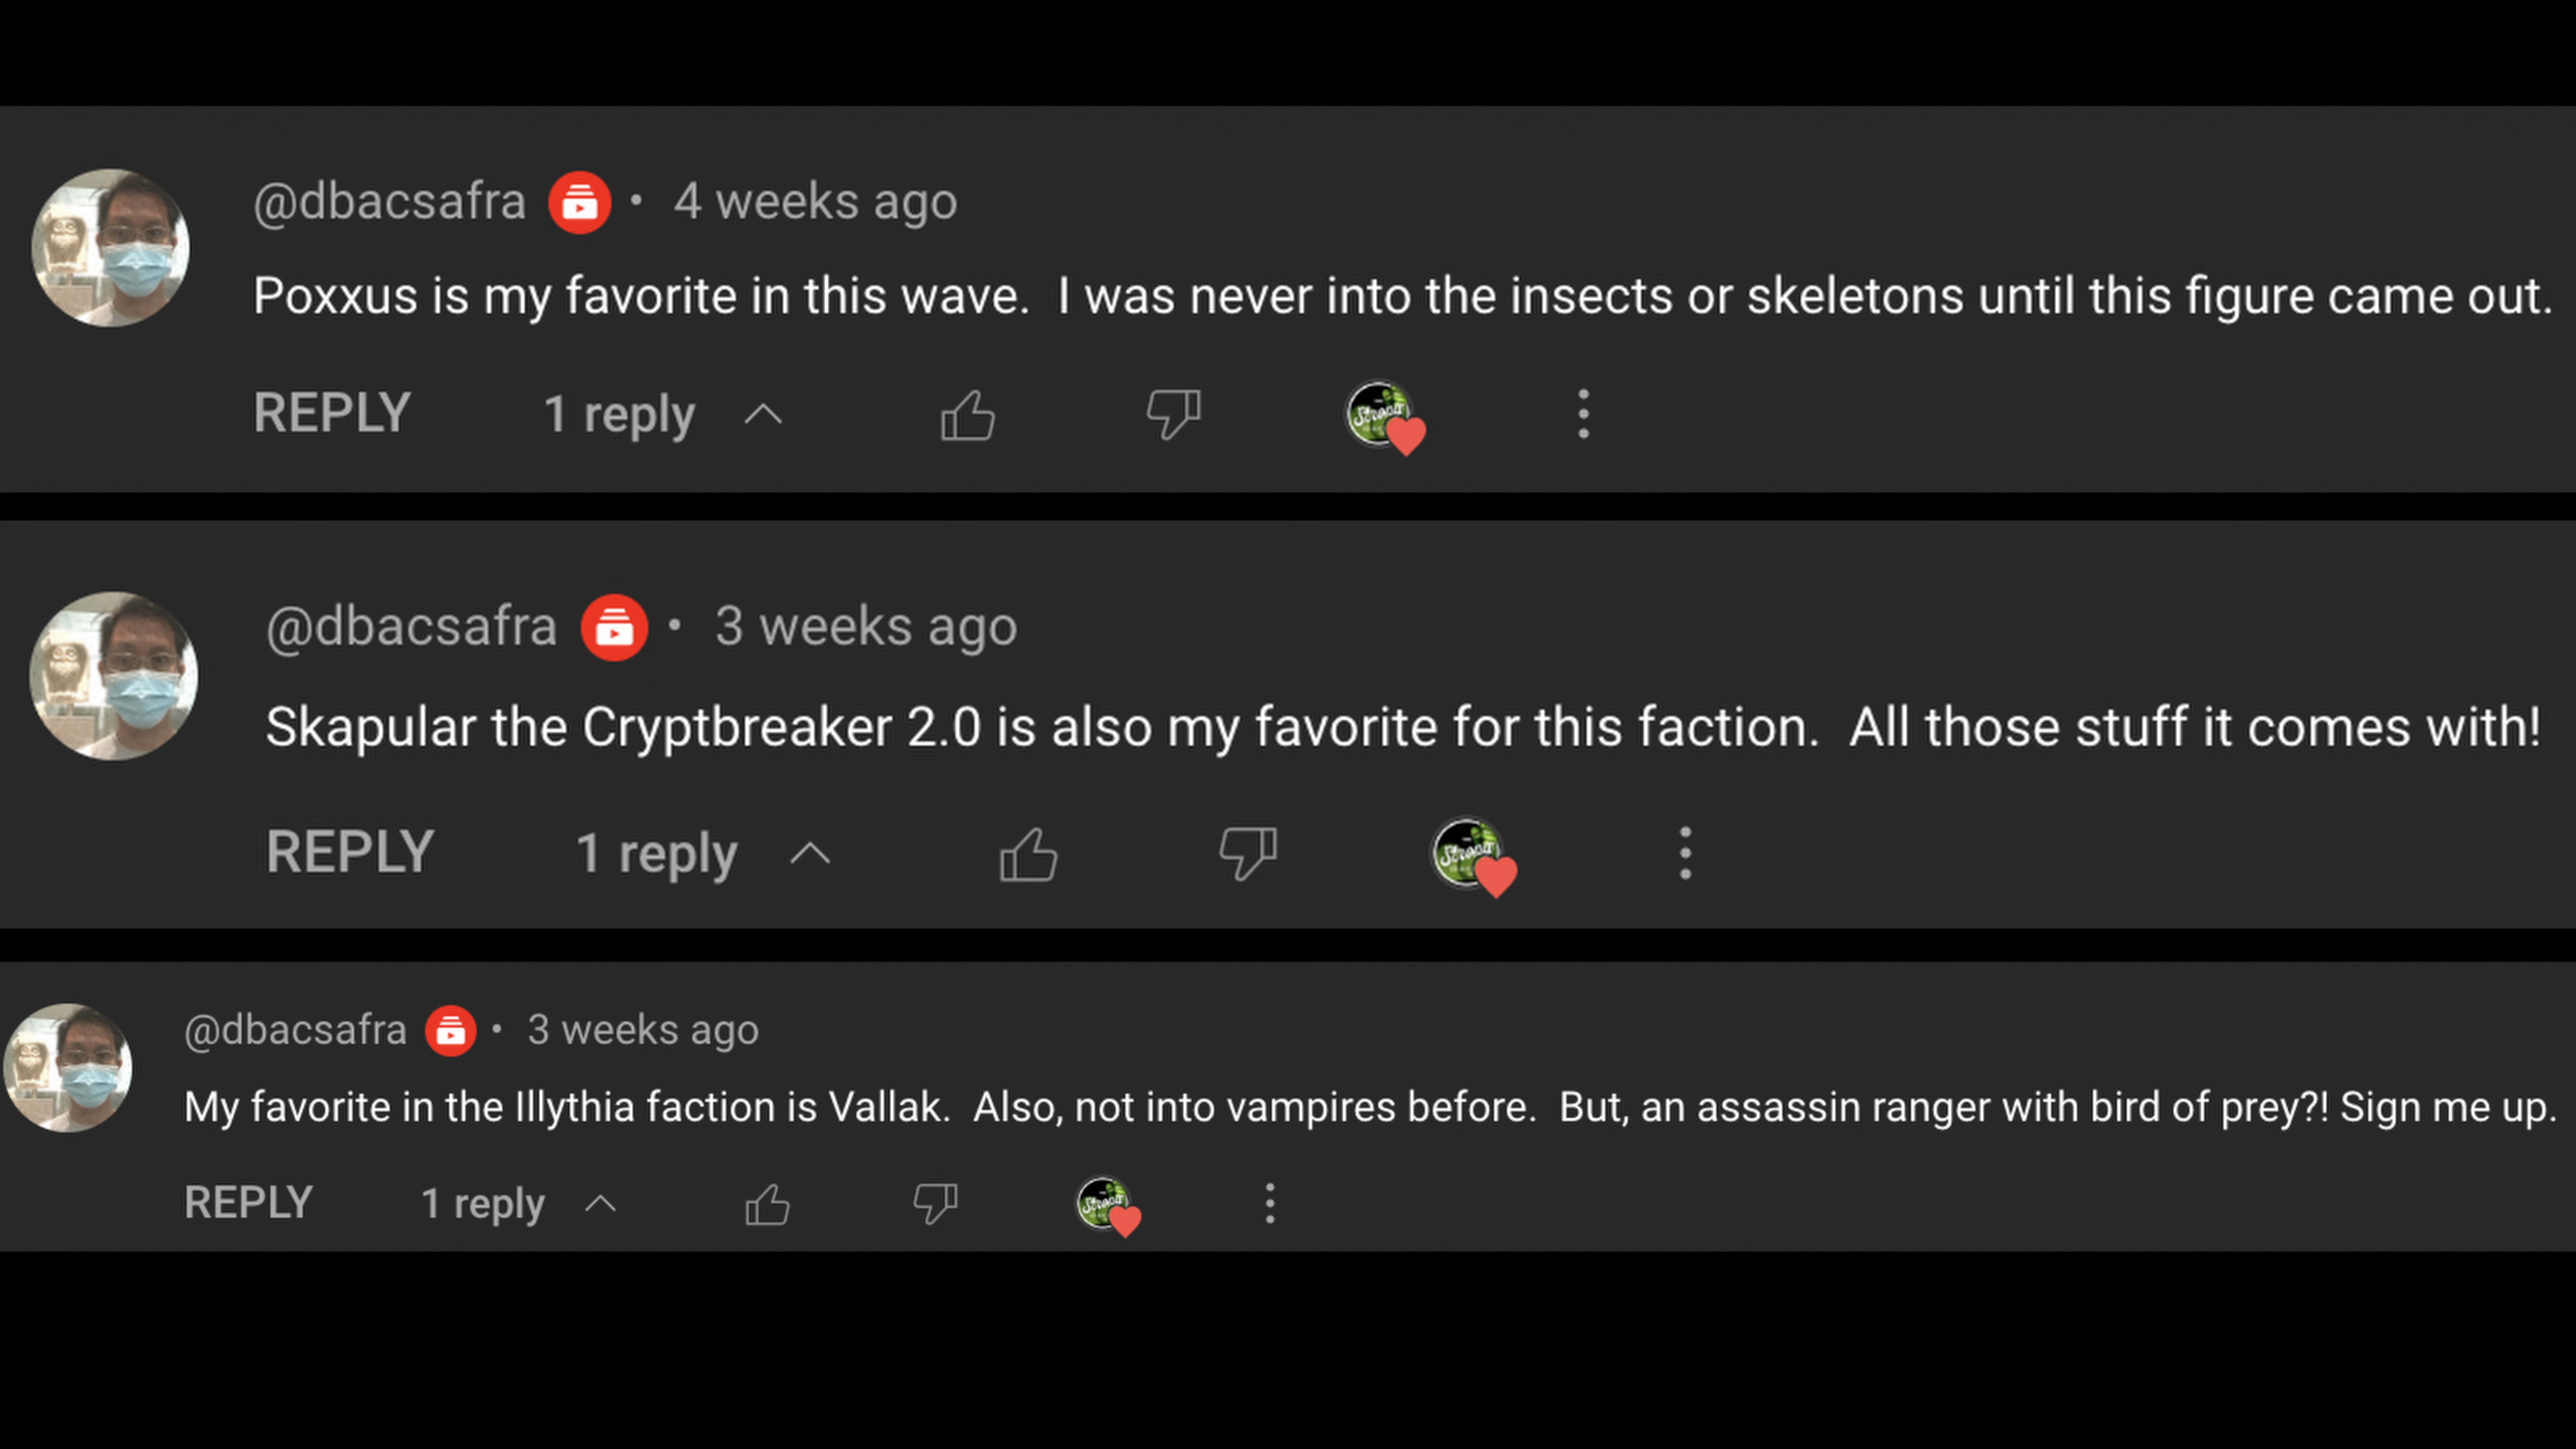 @dbacsafra • 4 weeks ago
Poxxus is my favorite in this wave.  I was never into the insects or skeletons until this figure came out.
REPLY 1 reply
Strong
@dbacsafra • 3 weeks ago
Skapular the Cryptbreaker 2.0 is also my favorite for this faction.  All those stuff it comes with!
REPLY 1 reply
Strong
@dbacsafra • 3 weeks ago
My favorite in the Illythia faction is Vallak.  Also, not into vampires before.  But, an assassin ranger with bird of prey?! Sign me up.
REPLY 1 reply
Strong